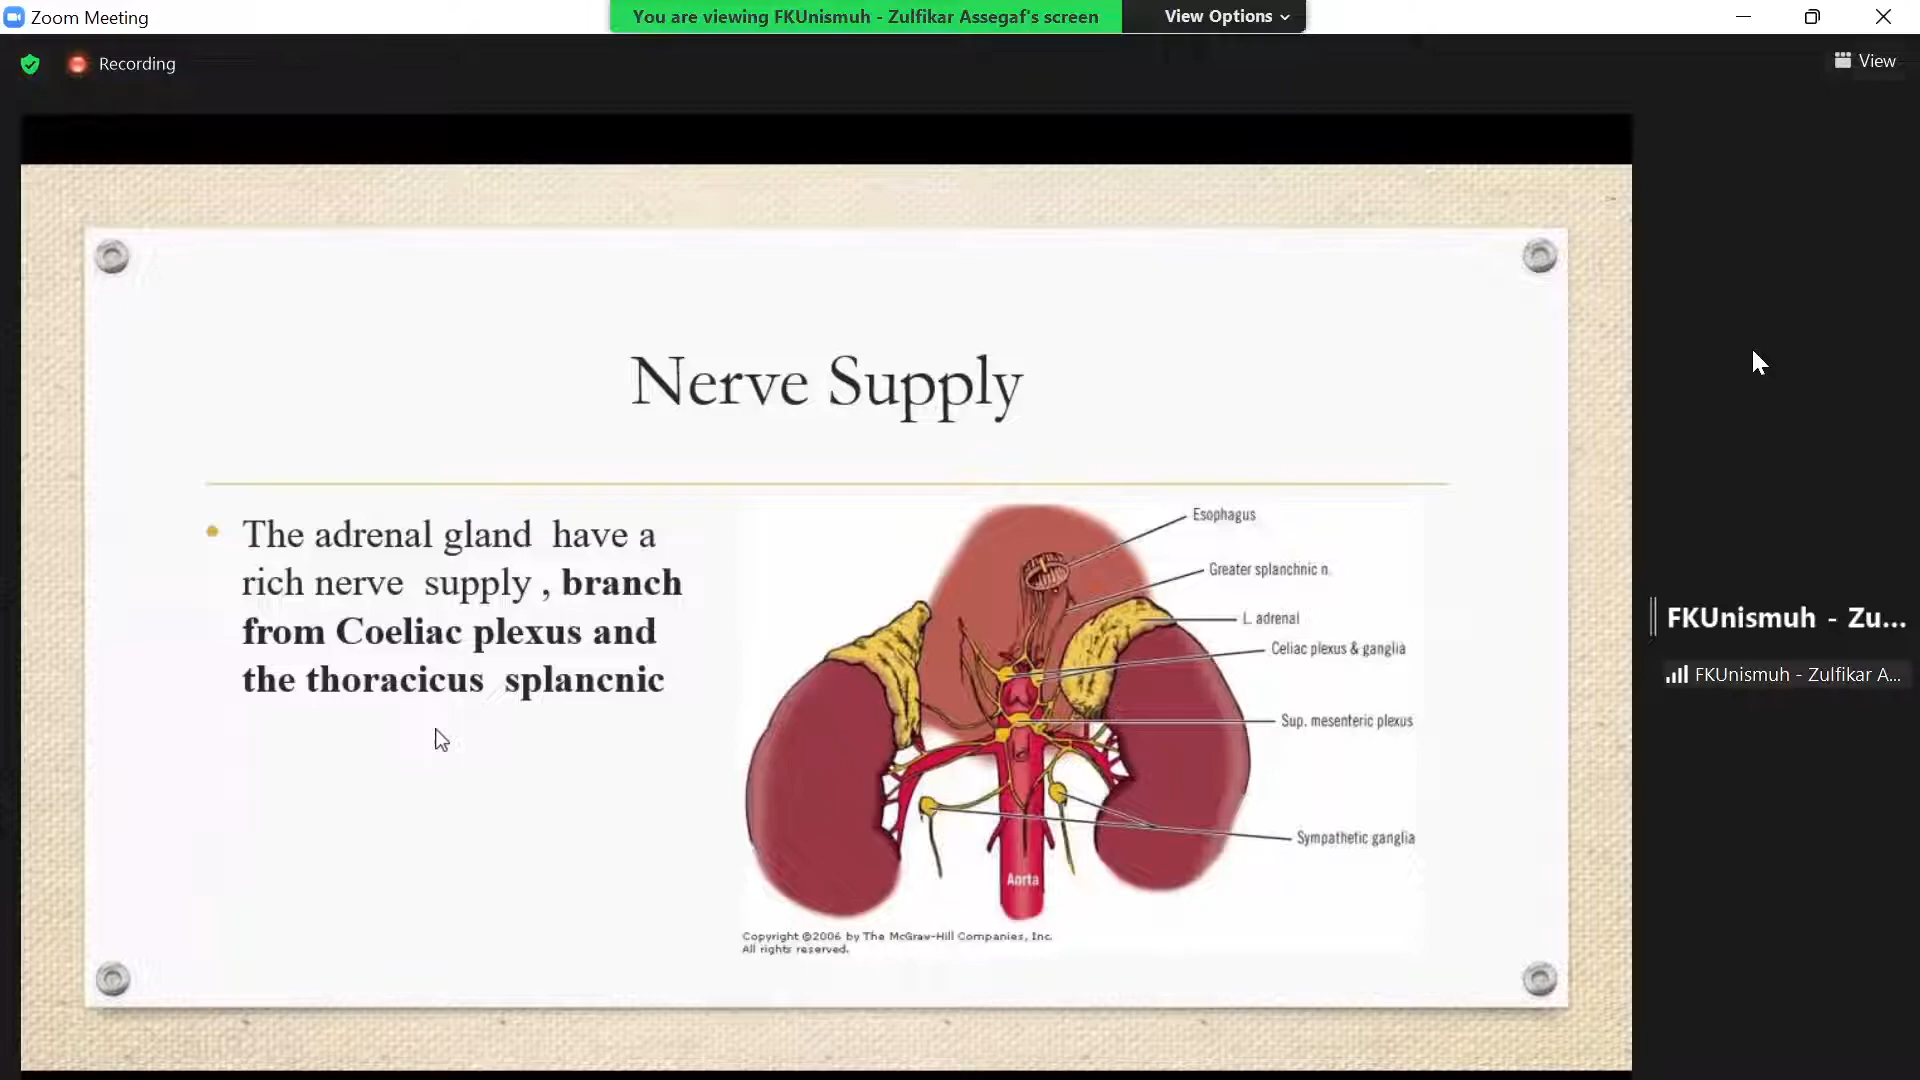 Zoom Meeting
You are viewing FKUnismuh - Zulfikar Assegaf's screen
View Options
Recording
View
Nerve Supply
The adrenal gland have a
rich nerve supply , branch
from Coeliac plexus and
the thoracicus splancnic
Esophagus
Greater splanchnic n.
L. adrenal
Celiac plexus & ganglia
Sup. mesenteric plexus
Sympathetic ganglia
Aorta
Copyright ©2006 by The McGraw-Hill Companies, Inc.
All rights reserved.
FKUnismuh - Zu...
FKUnismuh - Zulfikar A...